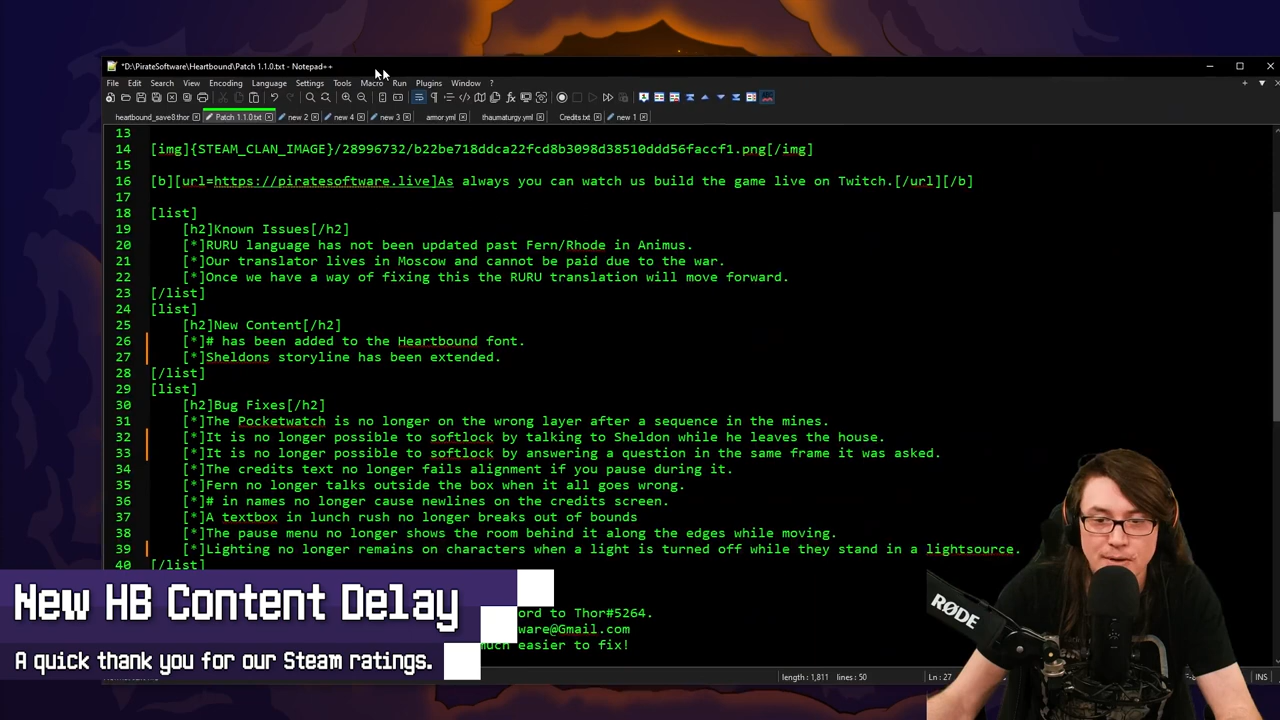 *D:\PirateSoftware\Heartbound\Patch 1.1.0.txt - Notepad++
File Edit Search View Encoding Language Settings Tools Macro Run Plugins Window ?
heartbound_save8.thor Patch 1.1.0.txt new 2 new 4 new 3 armor.yml thaumaturgy.yml Credits.txt new 1
13
14 [img]{STEAM_CLAN_IMAGE}/28996732/b22be718ddca22fcd8b3098d38510ddd56faccf1.png[/img]
15
16 [b][url=https://piratesoftware.live]As always you can watch us build the game live on Twitch.[/url][/b]
17
18 [list]
19 [h2]Known Issues[/h2]
20 [*]RURU language has not been updated past Fern/Rhode in Animus.
21 [*]Our translator lives in Moscow and cannot be paid due to the war.
22 [*]Once we have a way of fixing this the RURU translation will move forward.
23 [/list]
24 [list]
25 [h2]New Content[/h2]
26 [*]# has been added to the Heartbound font.
27 [*]Sheldons storyline has been extended.
28 [/list]
29 [list]
30 [h2]Bug Fixes[/h2]
31 [*]The Pocketwatch is no longer on the wrong layer after a sequence in the mines.
32 [*]It is no longer possible to softlock by talking to Sheldon while he leaves the house.
33 [*]It is no longer possible to softlock by answering a question in the same frame it was asked.
34 [*]The credits text no longer fails alignment if you pause during it.
35 [*]Fern no longer talks outside the box when it all goes wrong.
36 [*]# in names no longer cause newlines on the credits screen.
37 [*]A textbox in lunch rush no longer breaks out of bounds
38 [*]The pause menu no longer shows the room behind it along the edges while moving.
39 [*]Lighting no longer remains on characters when a light is turned off while they stand in a lightsource.
40 [/list]
ord to Thor#5264.
ware@Gmail.com
much easier to fix!
New HB Content Delay
A quick thank you for our Steam ratings.
RØDE
length : 1,811 lines : 50 Ln : 27 INS